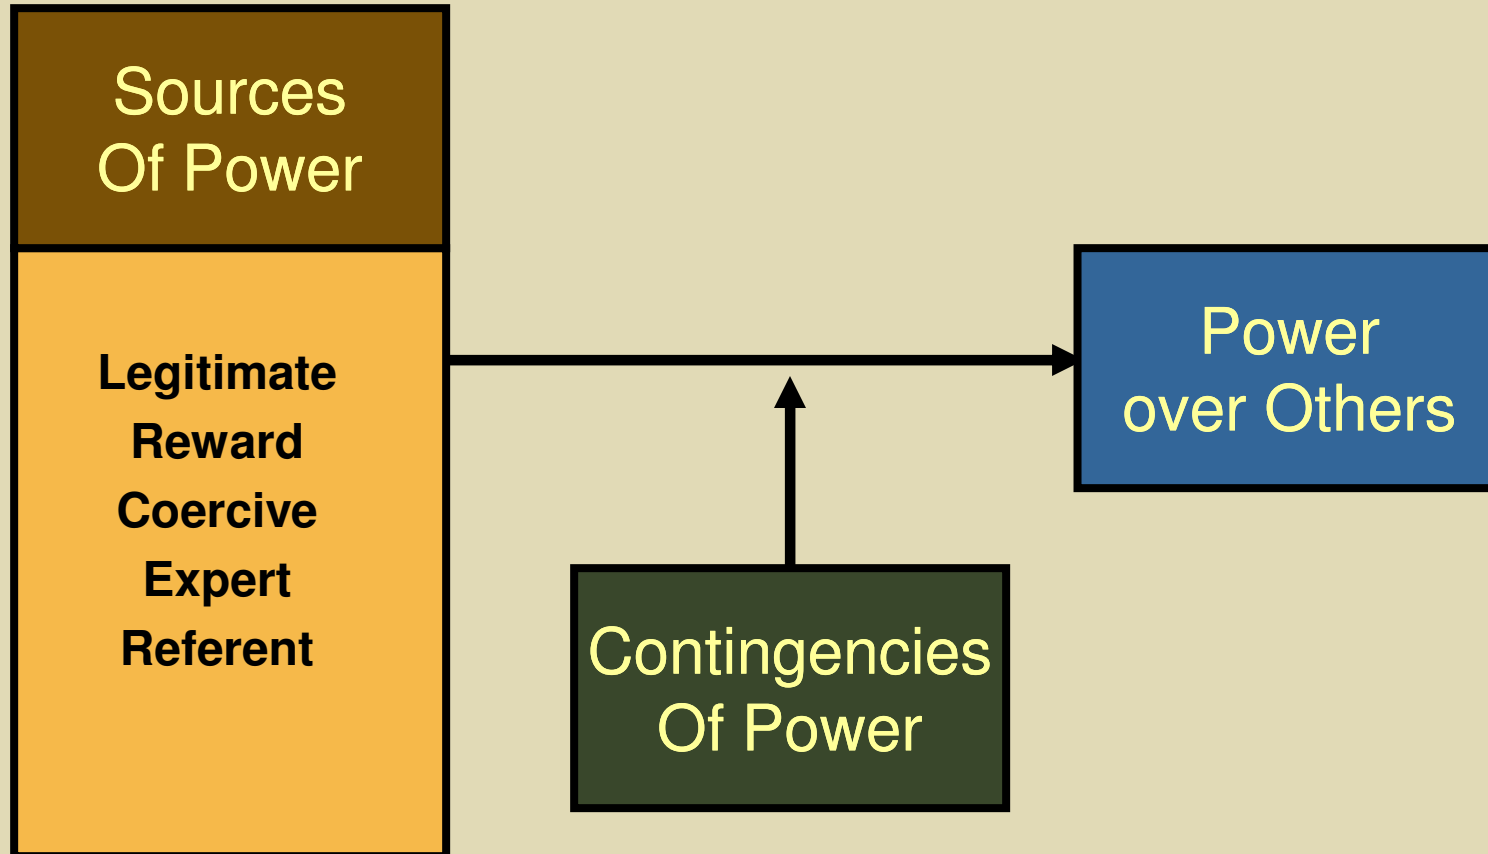 Sources
Of Power
Legitimate
Reward
Coercive
Expert
Referent
Power
over Others
Contingencies
Of Power